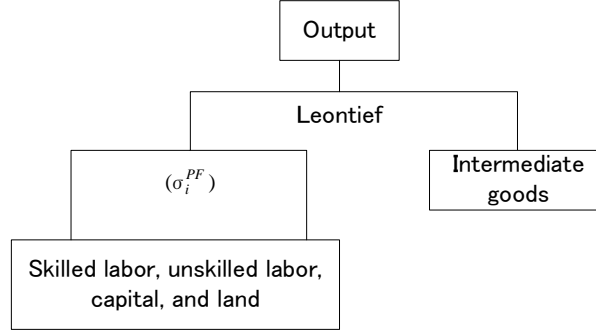 Output
Leontief
(σ_i^{PF})
Intermediate
goods
Skilled labor, unskilled labor,
capital, and land